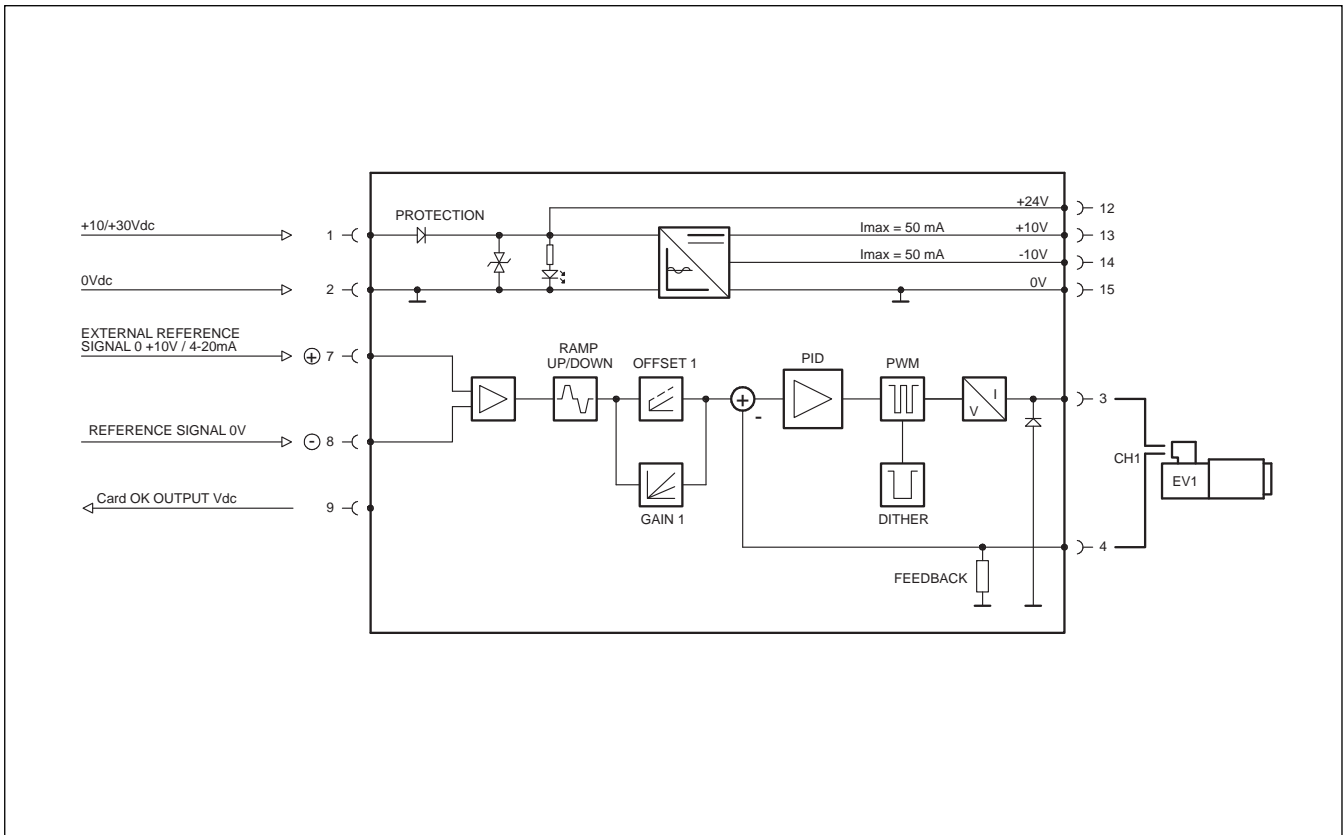 +10/+30Vdc
1
PROTECTION
+24V
12
Imax = 50 mA
+10V
13
Imax = 50 mA
-10V
14
0Vdc
2
0V
15
EXTERNAL REFERENCE
SIGNAL 0 +10V / 4-20mA
+ 7
RAMP
UP/DOWN
OFFSET 1
PID
PWM
+
-
I
V
3
REFERENCE SIGNAL 0V
- 8
GAIN 1
DITHER
CH1
EV1
Card OK OUTPUT Vdc
9
FEEDBACK
4